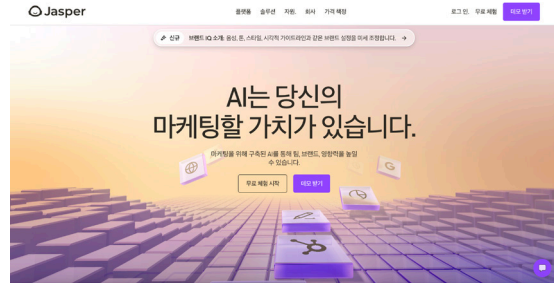 Jasper
플랫폼 솔루션 자원. 회사 가격 책정
로그 인. 무료 체험 데모 받기
신규 브랜드 IQ 소개: 음성, 톤, 스타일, 시각적 가이드라인과 같은 브랜드 설정을 미세 조정합니다. →
AI는 당신의
마케팅할 가치가 있습니다.
마케팅을 위해 구축된 AI를 통해 팀, 브랜드, 영향력을 높일
수 있습니다.
무료 체험 시작 데모 받기
G